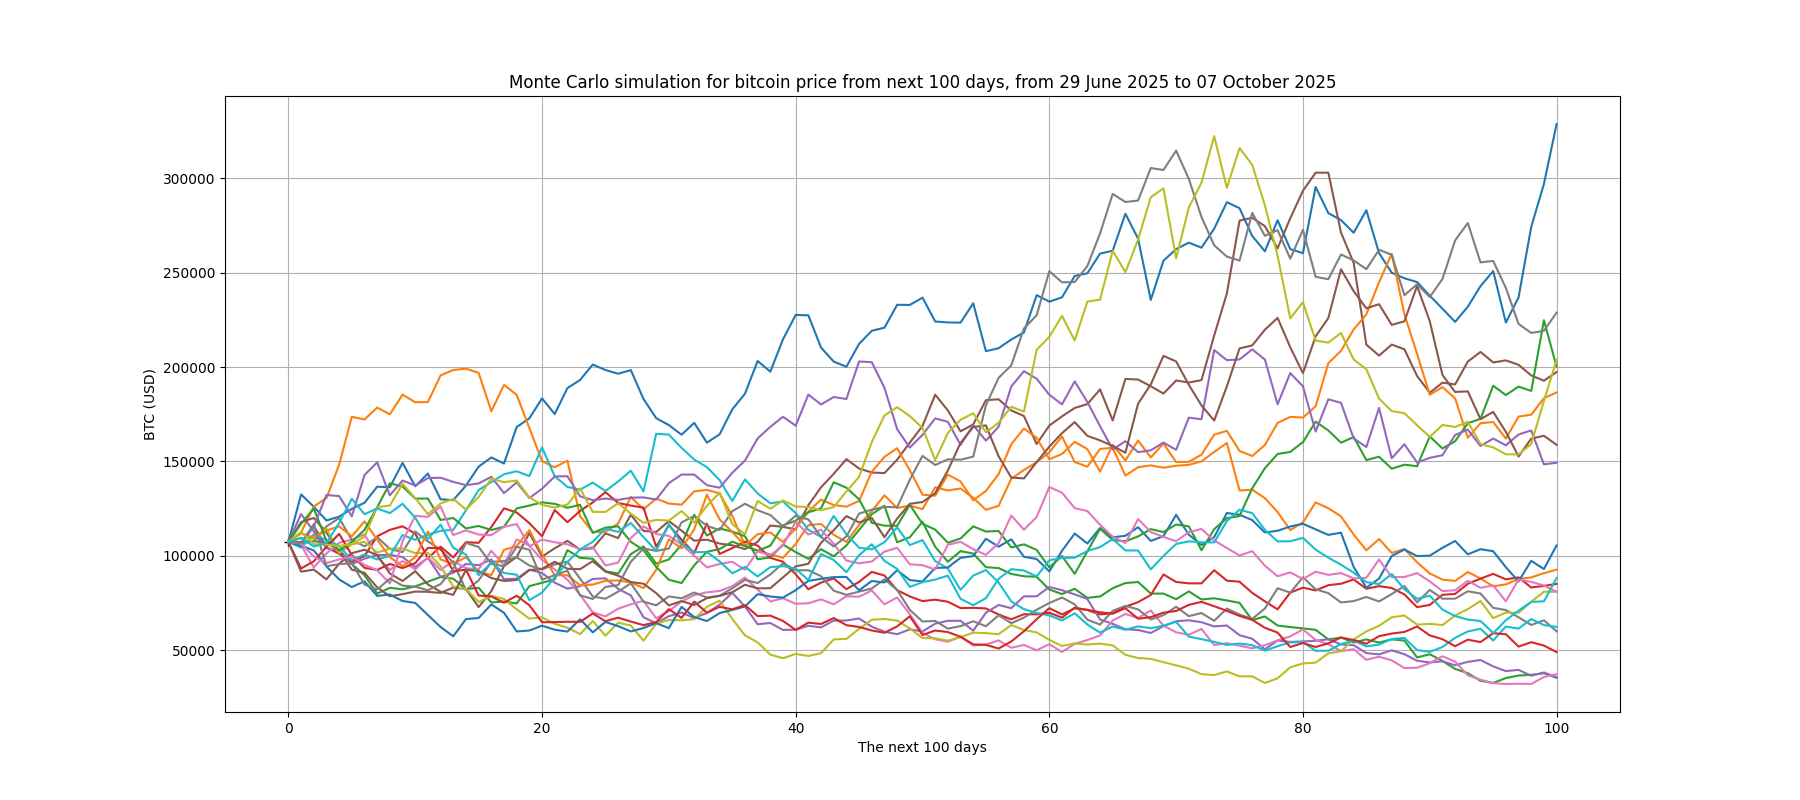 Monte Carlo simulation for bitcoin price from next 100 days, from 29 June 2025 to 07 October 2025
300000
250000
200000
150000
100000
50000
BTC (USD)
0 20 40 60 80 100
The next 100 days